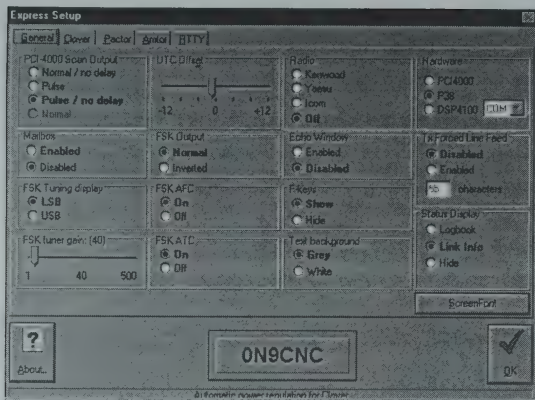 Express Setup
General Clover Pactor Amtor RTTY
PCI-4000 Scan Output
Normal / no delay
Pulse
Pulse / no delay
Normal
UTC Offset
-12 0 +12
Radio
Kenwood
Yaesu
Icom
Off
Hardware
PCI4000
P38
DSP4100 COM
Mailbox
Enabled
Disabled
FSK Output
Normal
Inverted
Echo Window
Enabled
Disabled
Tx Forced Line Feed
Disabled
Enabled
characters
FSK Tuning display
LSB
USB
FSK AFC
On
Off
F-keys
Show
Hide
Status Display
Logbook
Link Info
Hide
FSK tuner gain: (40)
1 40 500
FSK ATC
On
Off
Text background
Grey
White
ScreenFont
?
About..
0N9CNC
OK
Automatic power regulation for Clover